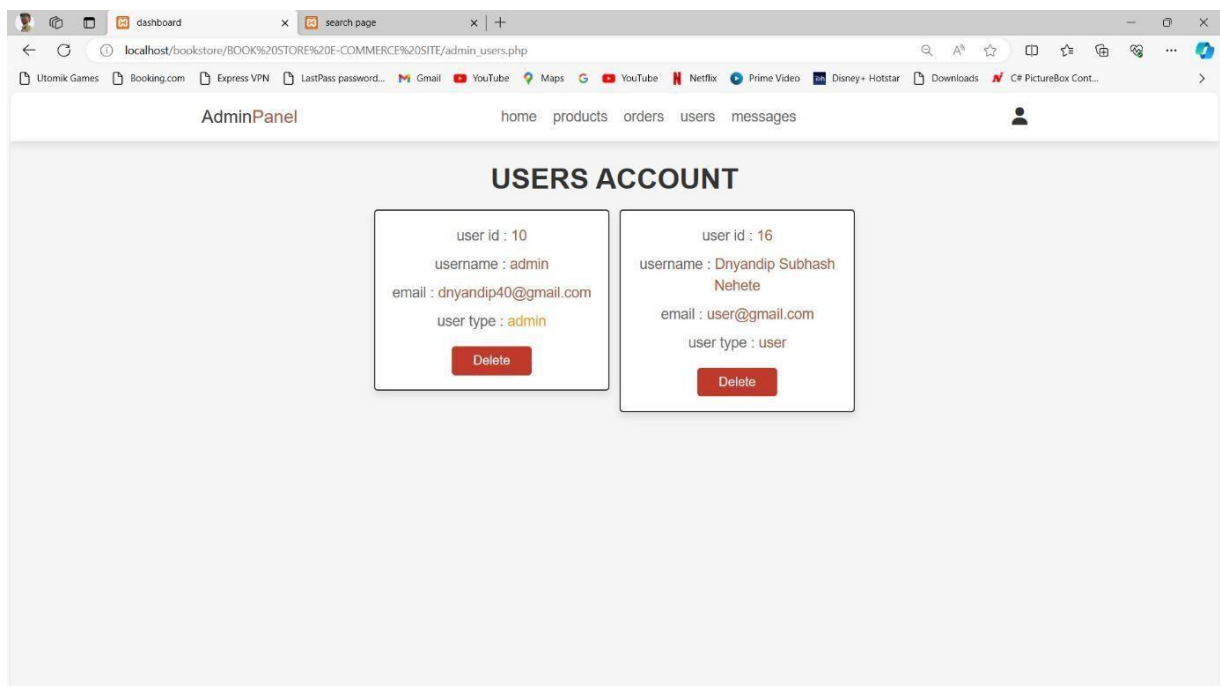 dashboard
search page
localhost/bookstore/BOOK%20STORE%20E-COMMERCE%20SITE/admin_users.php
Utomik Games Booking.com Express VPN LastPass password... Gmail YouTube Maps YouTube Netflix Prime Video Disney+ Hotstar Downloads C# PictureBox Cont...
AdminPanel home products orders users messages
USERS ACCOUNT
user id : 10
username : admin
email : dnyandip40@gmail.com
user type : admin
Delete
user id : 16
username : Dnyandip Subhash
Nehete
email : user@gmail.com
user type : user
Delete